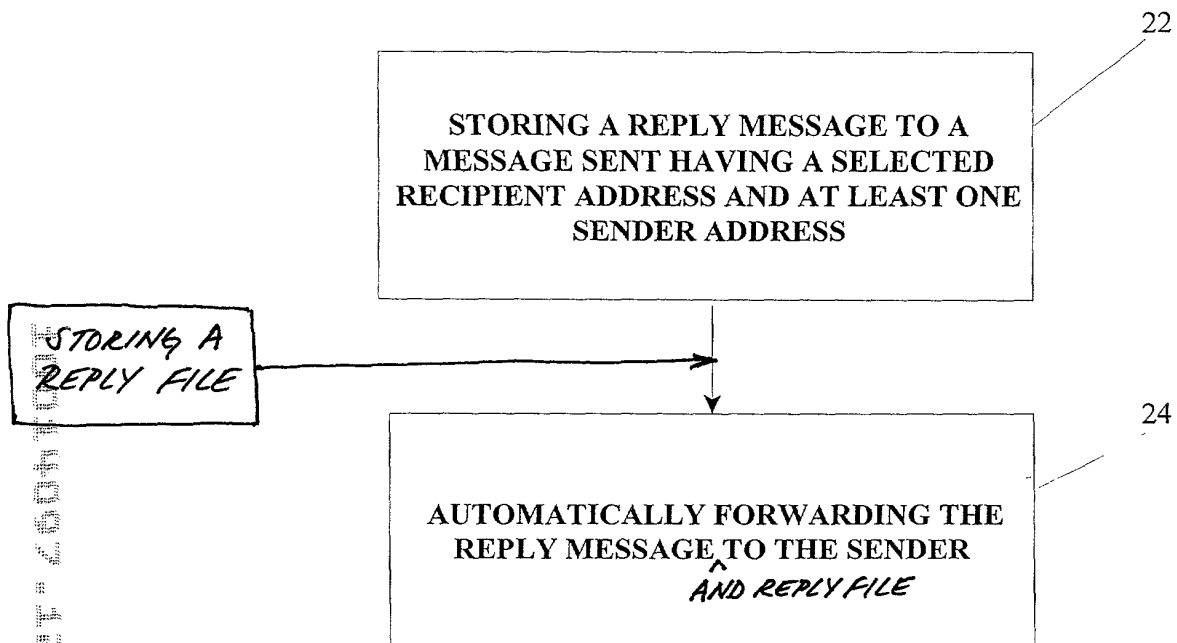 22
STORING A REPLY MESSAGE TO A
MESSAGE SENT HAVING A SELECTED
RECIPIENT ADDRESS AND AT LEAST ONE
SENDER ADDRESS
STORING A
REPLY FILE
24
AUTOMATICALLY FORWARDING THE
REPLY MESSAGE TO THE SENDER
AND REPLY FILE